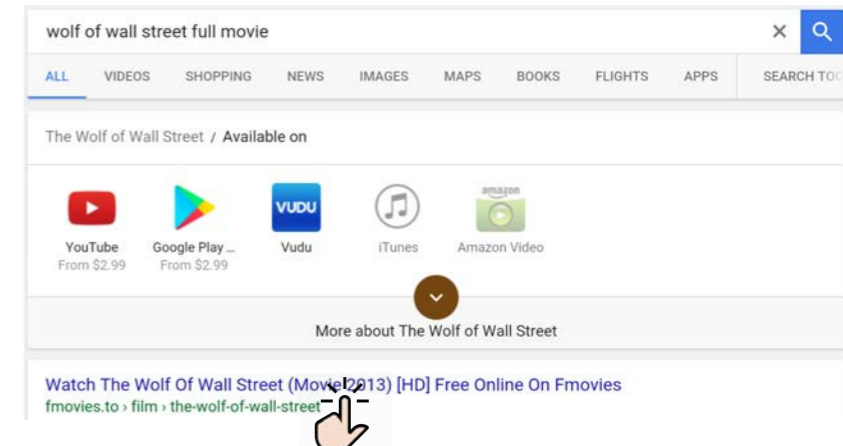 wolf of wall street full movie
ALL VIDEOS SHOPPING NEWS IMAGES MAPS BOOKS FLIGHTS APPS SEARCH TOO
The Wolf of Wall Street / Available on
VUDU amazon
YouTube Google Play ... Vudu iTunes Amazon Video
From $2.99 From $2.99
More about The Wolf of Wall Street
Watch The Wolf Of Wall Street (Movie 2013) [HD] Free Online On Fmovies
fmovies.to › film › the-wolf-of-wall-street